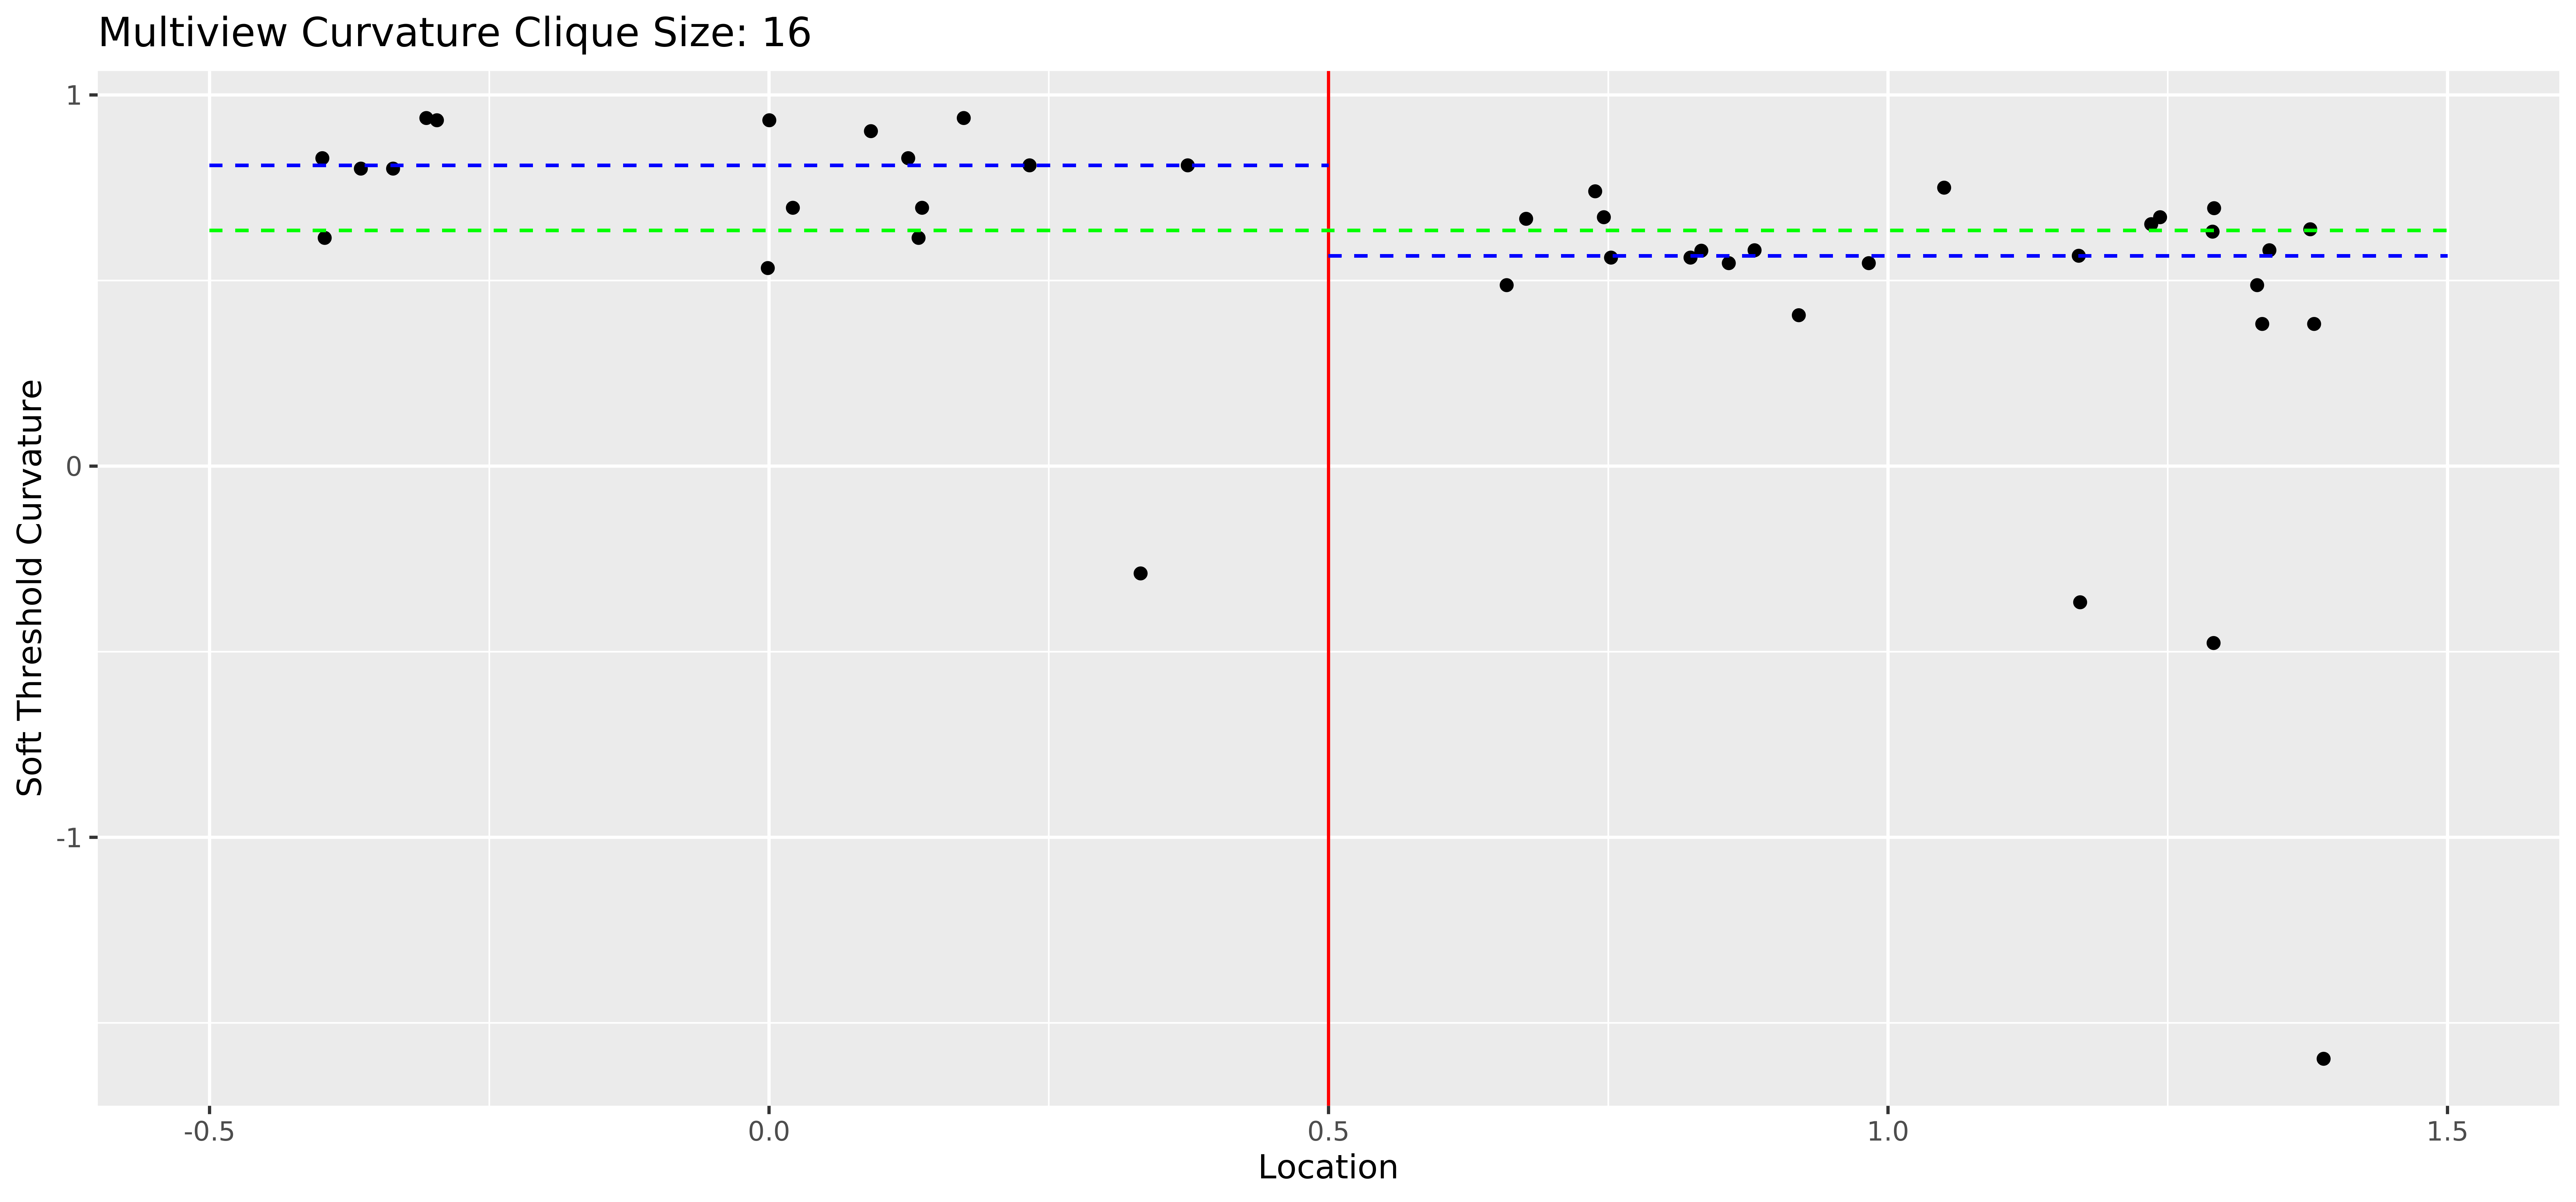 Multiview Curvature Clique Size: 16
Soft Threshold Curvature
1
0
-1
-0.5 0.0 0.5 1.0 1.5
Location